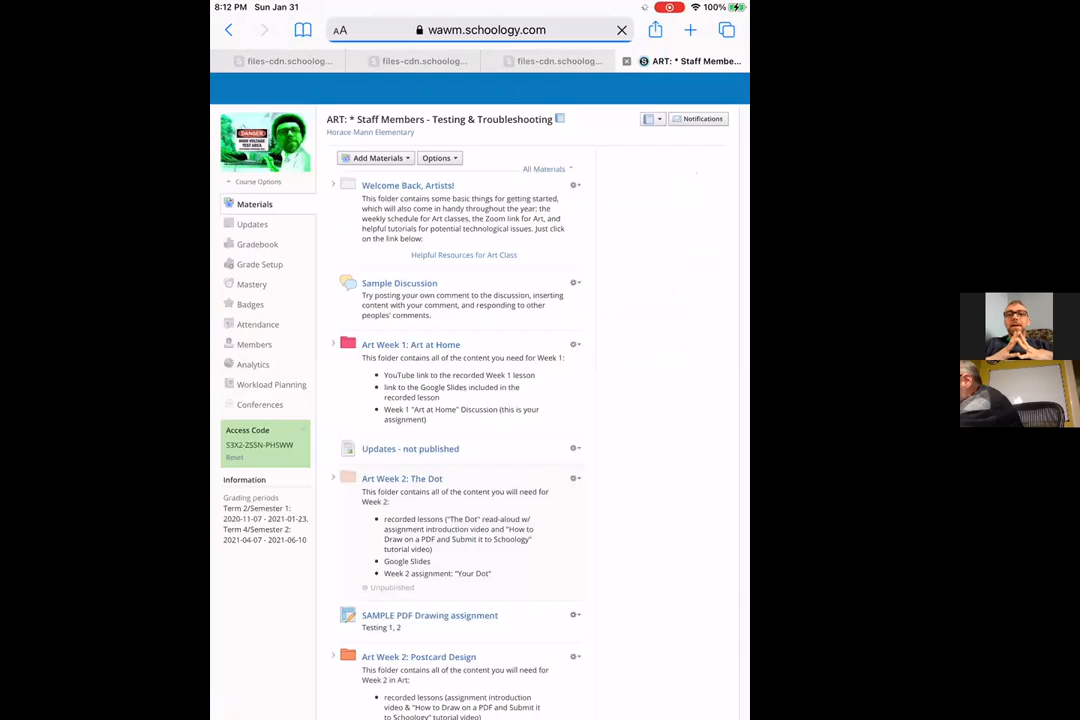 8:12 PM Sun Jan 31
100%
AA
wawm.schoology.com
files-cdn.schoolog...
files-cdn.schoolog...
files-cdn.schoolog...
ART: * Staff Membe...
DANGER
HIGH VOLTAGE
TEST AREA
Course Options
Materials
Updates
Gradebook
Grade Setup
Mastery
Badges
Attendance
Members
Analytics
Workload Planning
Conferences
Access Code
S3X2-ZS5N-PHSWW
Reset
Information
Grading periods
Term 2/Semester 1:
2020-11-07 - 2021-01-23,
Term 4/Semester 2:
2021-04-07 - 2021-06-10
ART: * Staff Members - Testing & Troubleshooting
Horace Mann Elementary
Notifications
Add Materials
Options
All Materials
Welcome Back, Artists!
This folder contains some basic things for getting started,
which will also come in handy throughout the year: the
weekly schedule for Art classes, the Zoom link for Art, and
helpful tutorials for potential technological issues. Just click
on the link below:
Helpful Resources for Art Class
Sample Discussion
Try posting your own comment to the discussion, inserting
content with your comment, and responding to other
peoples' comments.
Art Week 1: Art at Home
This folder contains all of the content you need for Week 1:
• YouTube link to the recorded Week 1 lesson
• link to the Google Slides included in the
recorded lesson
• Week 1 "Art at Home" Discussion (this is your
assignment)
Updates - not published
Art Week 2: The Dot
This folder contains all of the content you will need for
Week 2:
• recorded lessons ("The Dot" read-aloud w/
assignment introduction video and "How to
Draw on a PDF and Submit it to Schoology"
tutorial video)
• Google Slides
• Week 2 assignment: "Your Dot"
Unpublished
SAMPLE PDF Drawing assignment
Testing 1, 2
Art Week 2: Postcard Design
This folder contains all of the content you will need for
Week 2 in Art:
• recorded lessons (assignment introduction
video & "How to Draw on a PDF and Submit it
to Schoology" tutorial video)